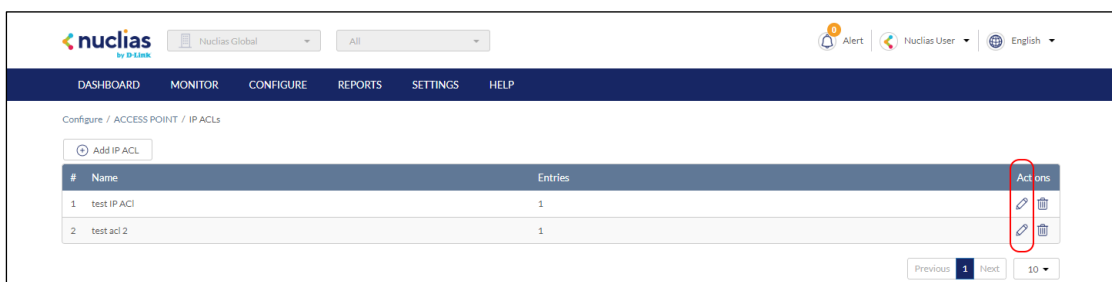 nuclias
by D-Link
Nuclias Global
All
0
Alert
Nuclias User
English
DASHBOARD MONITOR CONFIGURE REPORTS SETTINGS HELP
Configure / ACCESS POINT / IP ACLs
Add IP ACL
# Name Entries Actions
1 test IP ACl 1
2 test acl 2 1
Previous 1 Next 10